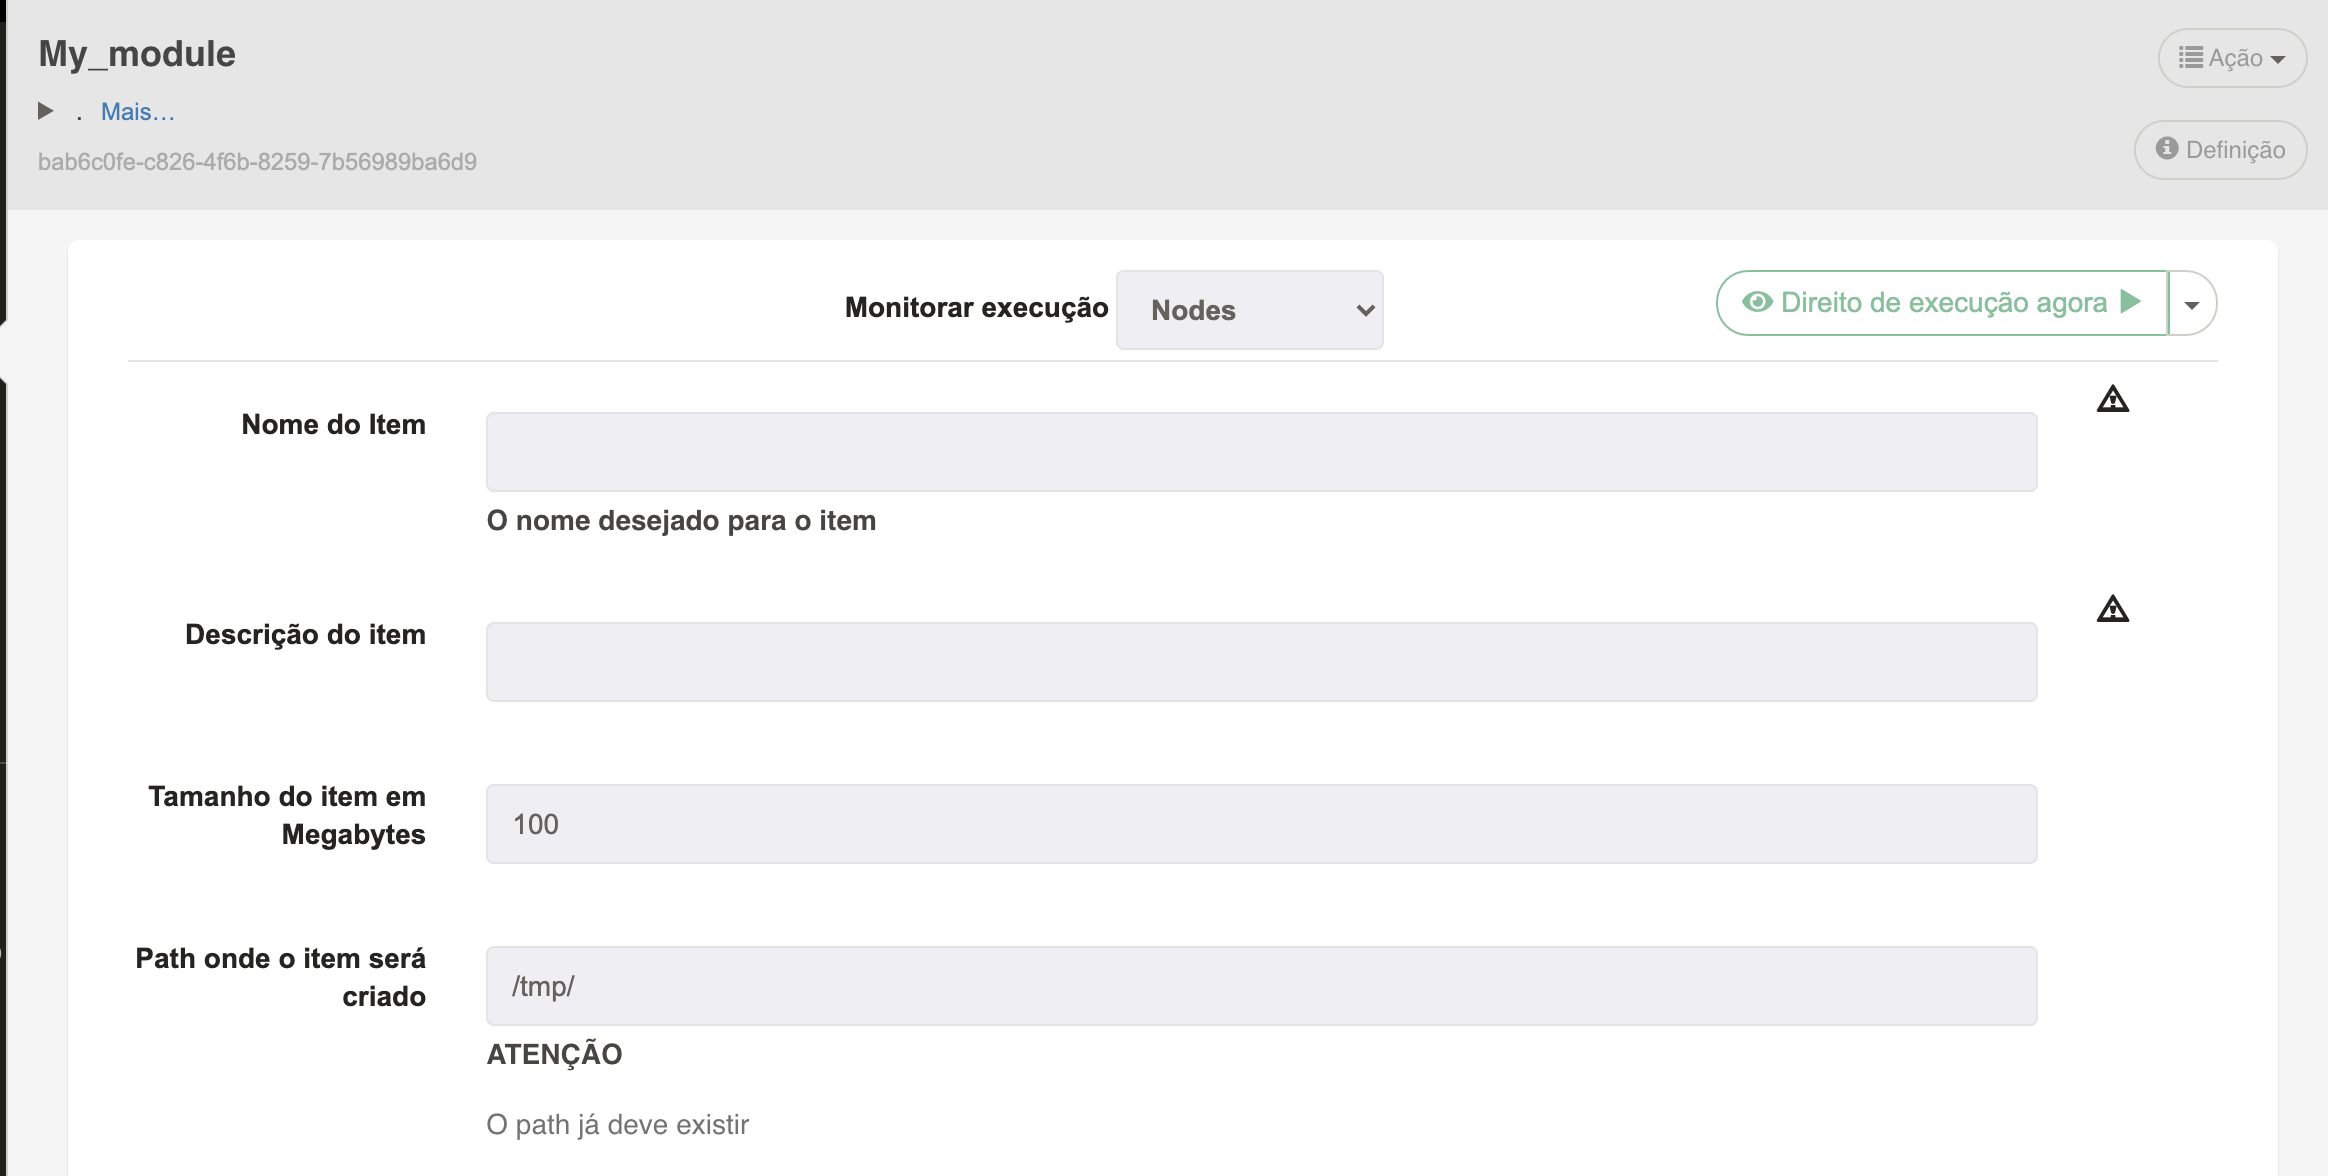 My_module
Ação
. Mais…
Definição
bab6c0fe-c826-4f6b-8259-7b56989ba6d9
Monitorar execução Nodes
Direito de execução agora
Nome do Item
O nome desejado para o item
Descrição do item
Tamanho do item em
Megabytes
100
Path onde o item será
criado
/tmp/
ATENÇÃO
O path já deve existir